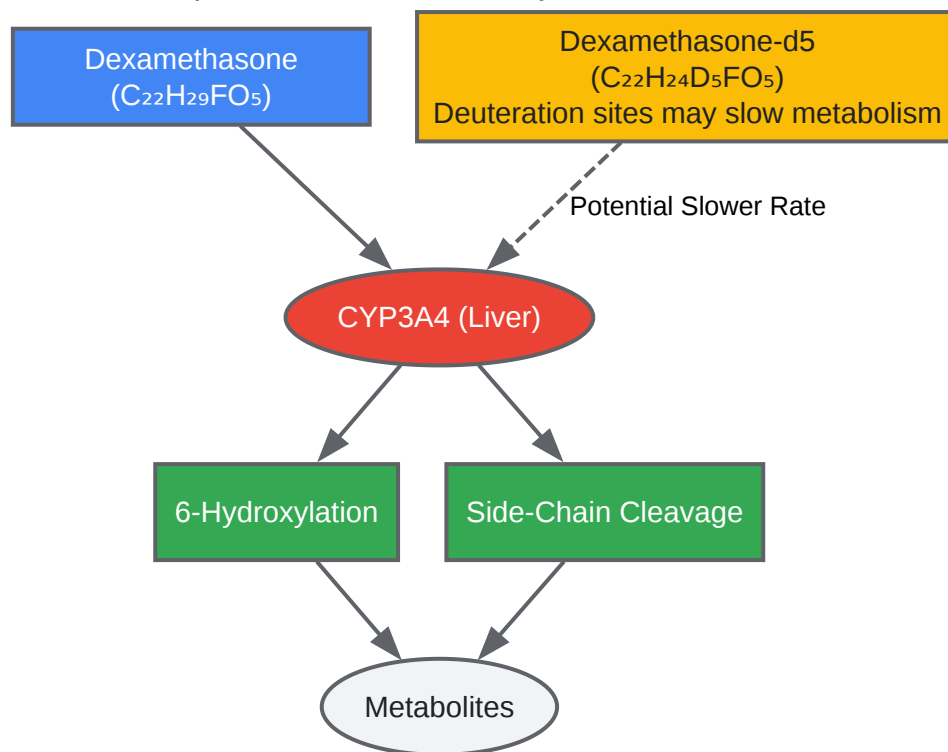 Dexamethasone
(C₂₂H₂₉FO₅)
Dexamethasone-d5
(C₂₂H₂₄D₅FO₅)
Deuteration sites may slow metabolism
Potential Slower Rate
CYP3A4 (Liver)
6-Hydroxylation
Side-Chain Cleavage
Metabolites